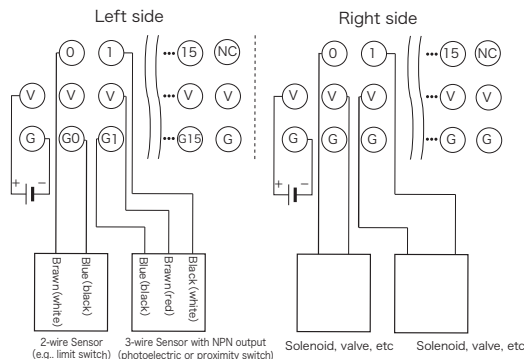 Left side
Right side
0 1 ••• 15 NC
V V V ••• V V
G G0 G1 ••• G15 G
+ −
0 1 ••• 15 NC
V V V ••• V V
G G G ••• G G
+ −
Brawn(white)
Blue(black)
Blue(black)
Brawn(red)
Black(white)
2-wire Sensor
(e.g., limit switch)
3-wire Sensor with NPN output
(photoelectric or proximity switch)
Solenoid, valve, etc
Solenoid, valve, etc